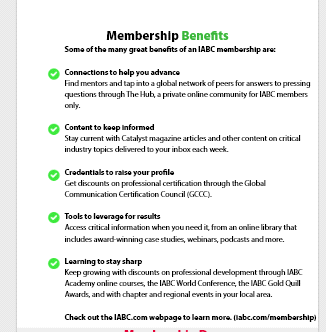 Membership Benefits
Some of the many great benefits of an IABC membership are:
Connections to help you advance
Find mentors and tap into a global network of peers for answers to pressing
questions through The Hub, a private online community for IABC members
only.
Content to keep informed
Stay current with Catalyst magazine articles and other content on critical
industry topics delivered to your inbox each week.
Credentials to raise your profile
Get discounts on professional certification through the Global
Communication Certification Council (GCCC).
Tools to leverage for results
Access critical information when you need it, from an online library that
includes award-winning case studies, webinars, podcasts and more.
Learning to stay sharp
Keep growing with discounts on professional development through IABC
Academy online courses, the IABC World Conference, the IABC Gold Quill
Awards, and with chapter and regional events in your local area.
Check out the IABC.com webpage to learn more. (iabc.com/membership)